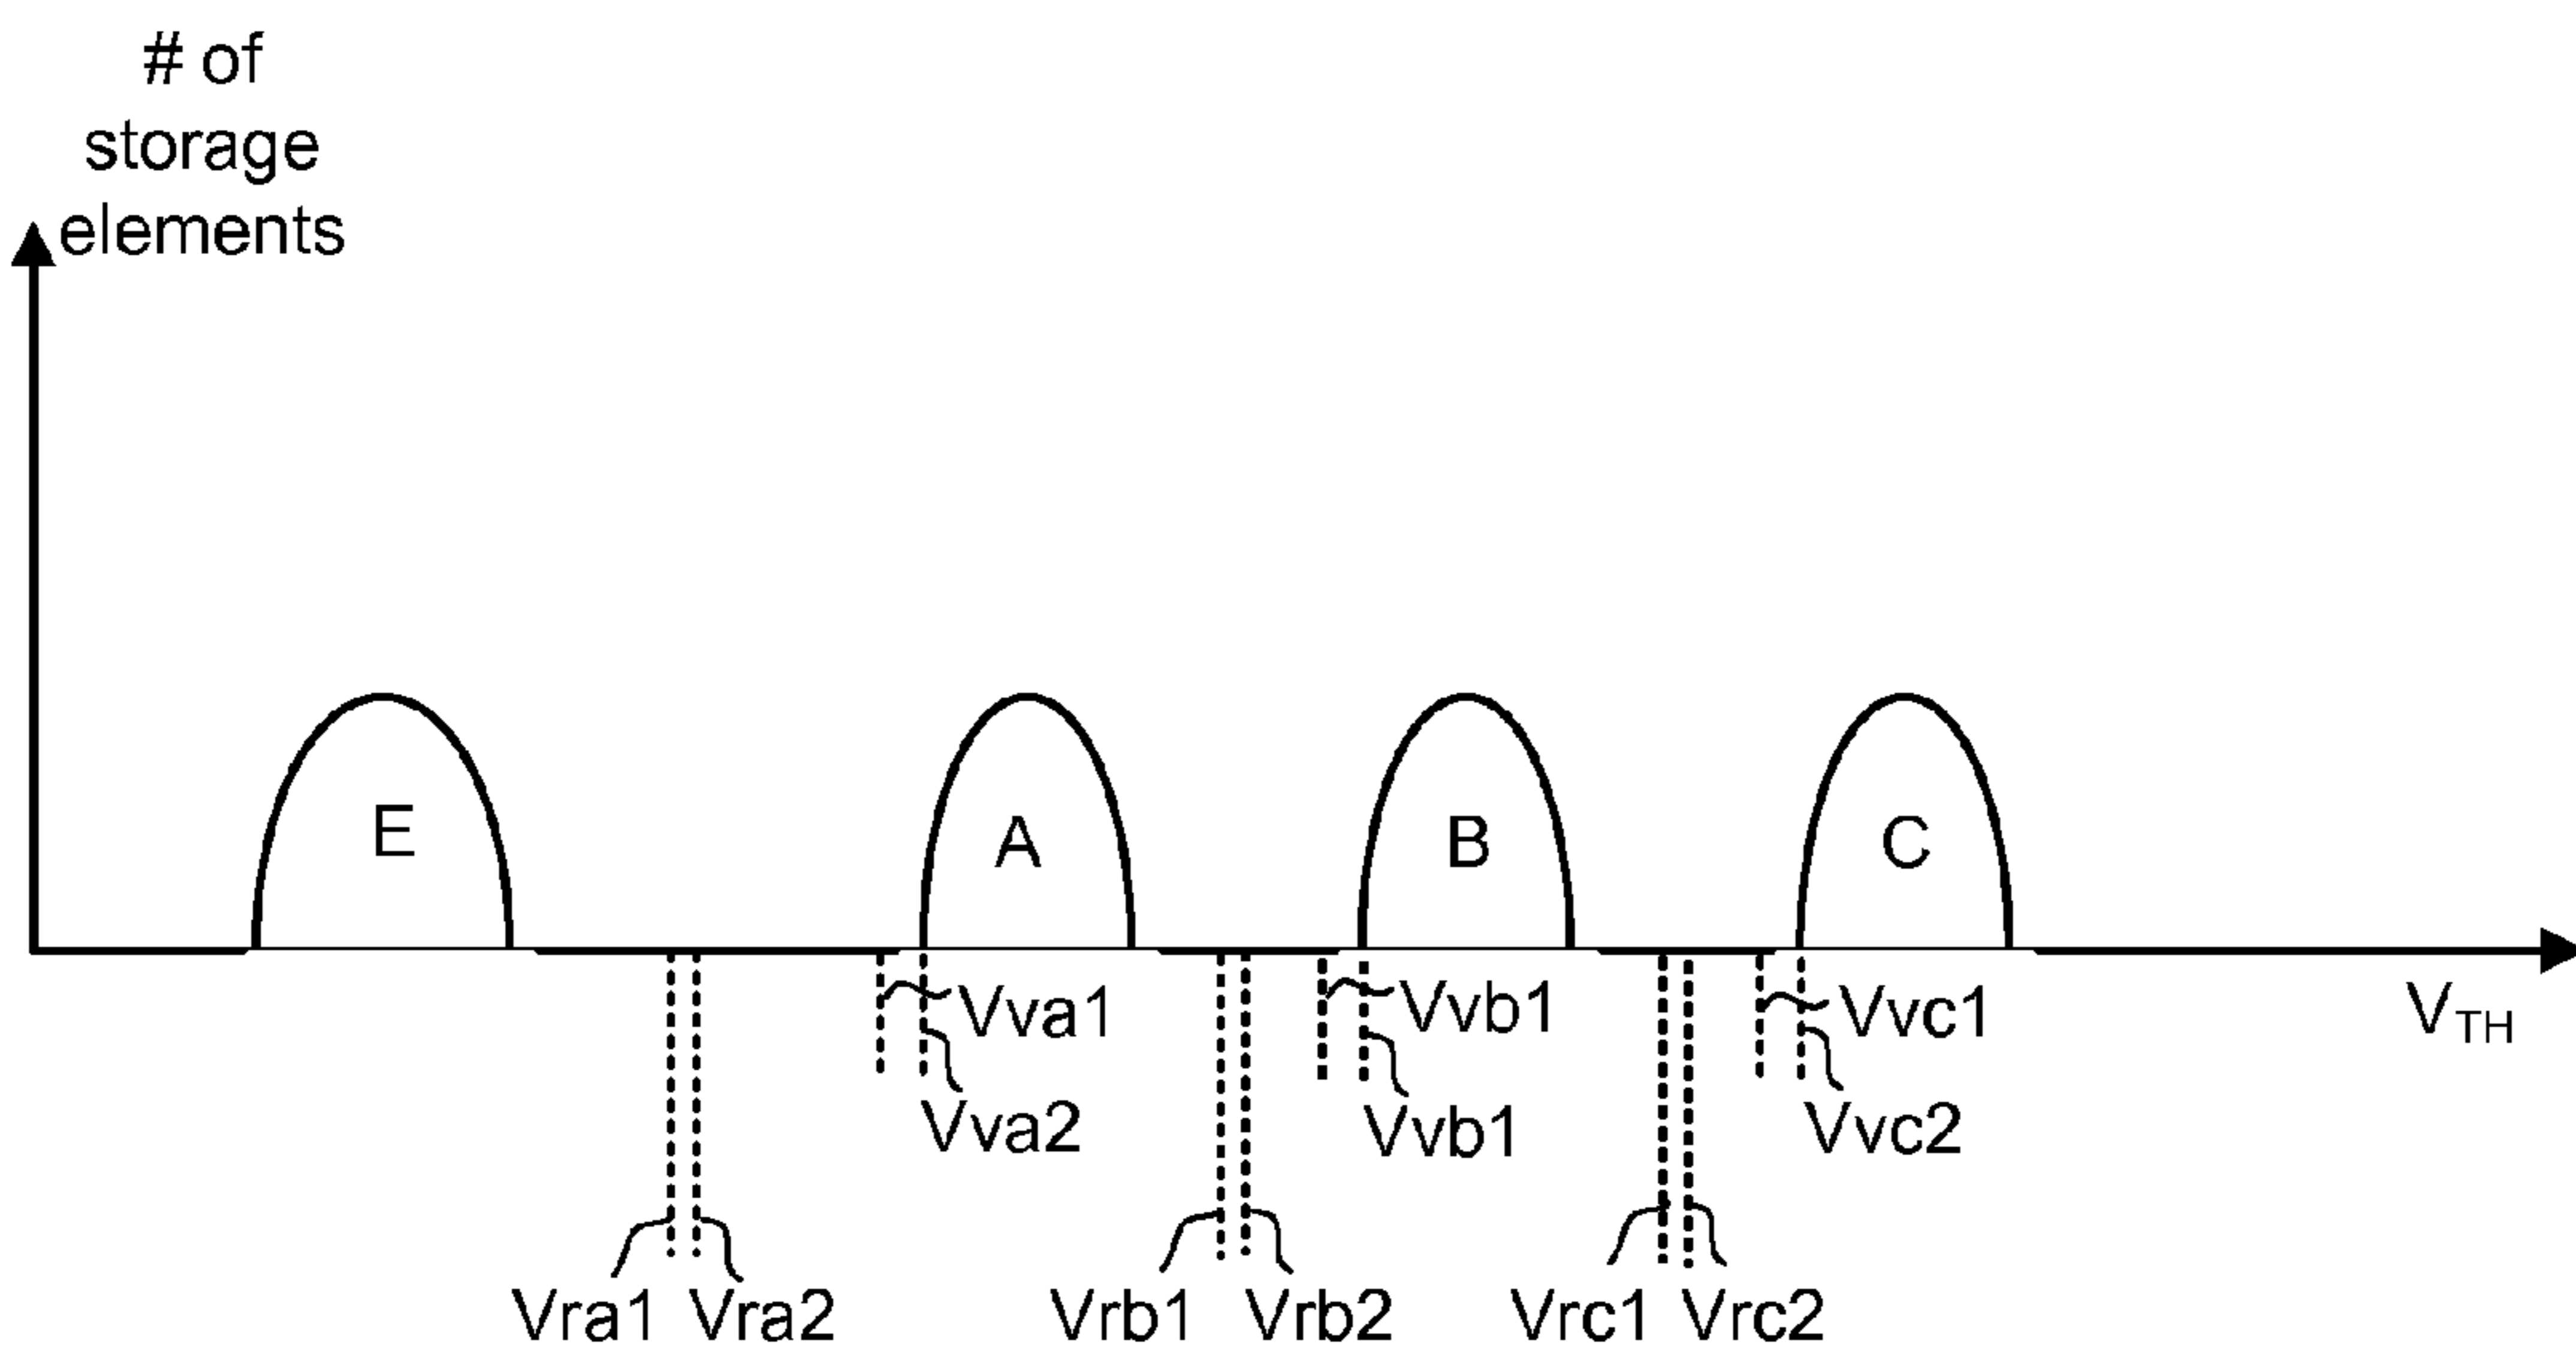 # of
storage
elements
E
A
B
C
Vva1
Vvb1
Vvc1
VTH
Vva2
Vvb1
Vvc2
Vra1
Vra2
Vrb1
Vrb2
Vrc1
Vrc2